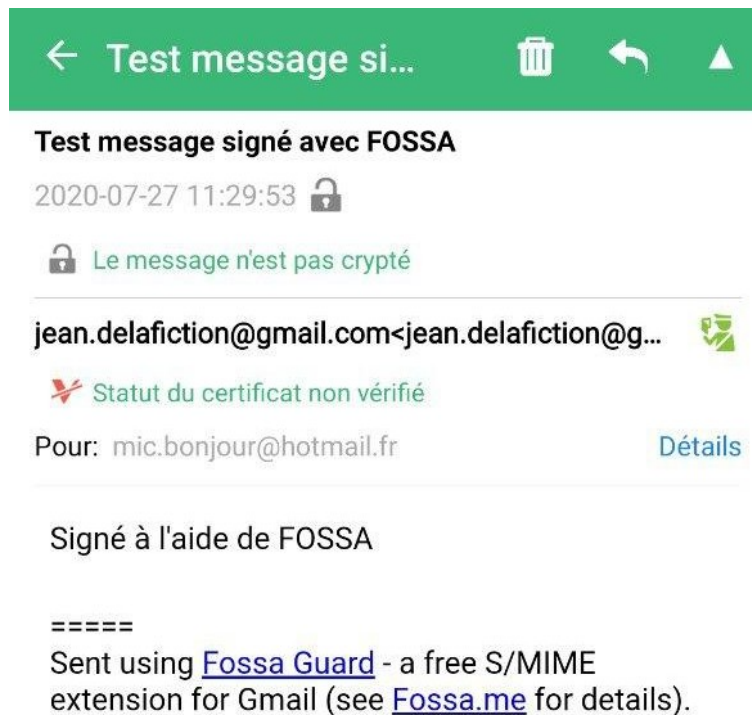 Test message si...
Test message signé avec FOSSA
2020-07-27 11:29:53
Le message n'est pas crypté
jean.delafiction@gmail.com<jean.delafiction@g...
Statut du certificat non vérifié
Pour: mic.bonjour@hotmail.fr Détails
Signé à l'aide de FOSSA
=====
Sent using Fossa Guard - a free S/MIME
extension for Gmail (see Fossa.me for details).